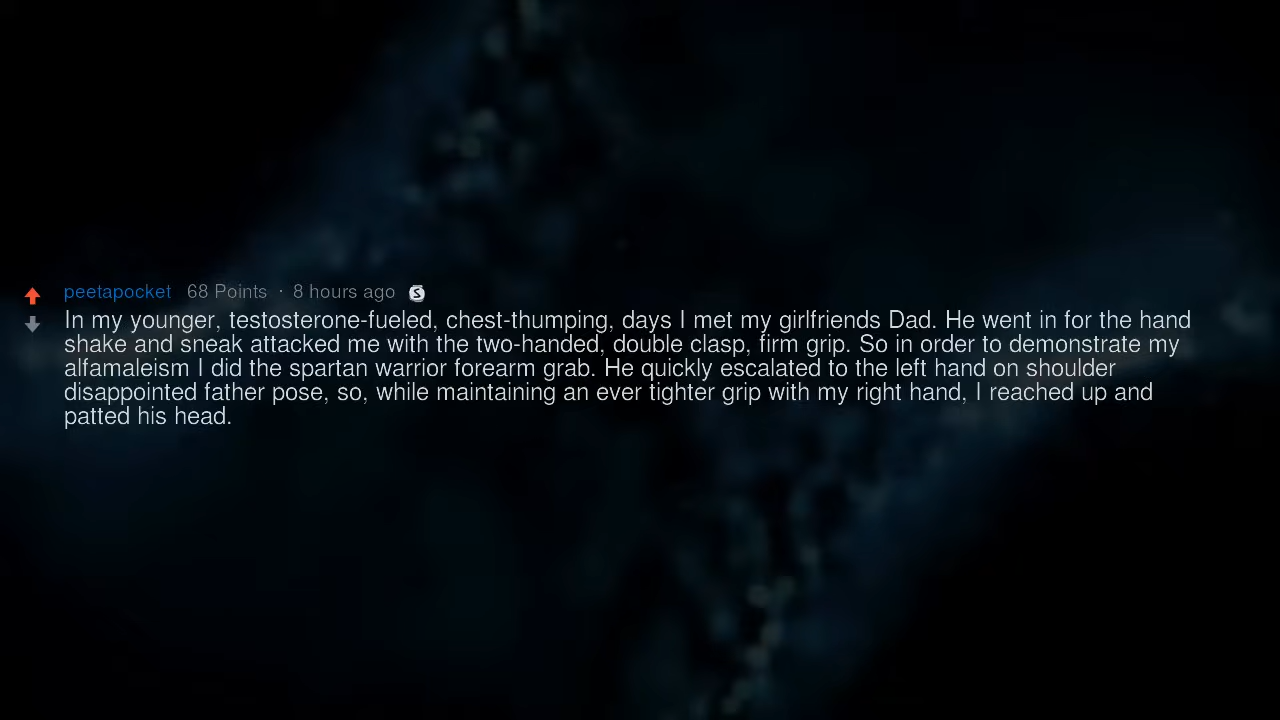 peetapocket 68 Points · 8 hours ago S
In my younger, testosterone-fueled, chest-thumping, days I met my girlfriends Dad. He went in for the hand
shake and sneak attacked me with the two-handed, double clasp, firm grip. So in order to demonstrate my
alfamaleism I did the spartan warrior forearm grab. He quickly escalated to the left hand on shoulder
disappointed father pose, so, while maintaining an ever tighter grip with my right hand, I reached up and
patted his head.